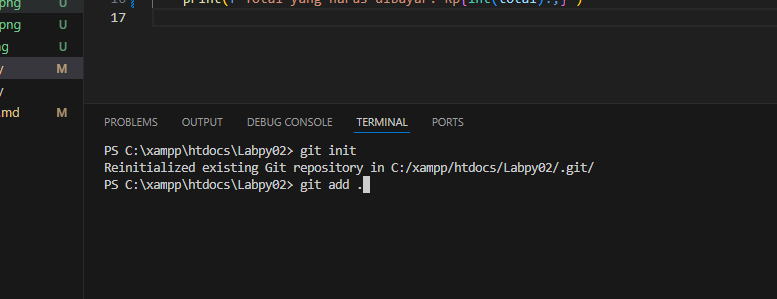 png U
png U
ng U
y M
y
.md M
print(f"Total yang harus dibayar: Rp{int(total):,}")
17
PROBLEMS OUTPUT DEBUG CONSOLE TERMINAL PORTS
PS C:\xampp\htdocs\Labpy02> git init
Reinitialized existing Git repository in C:/xampp/htdocs/Labpy02/.git/
PS C:\xampp\htdocs\Labpy02> git add .